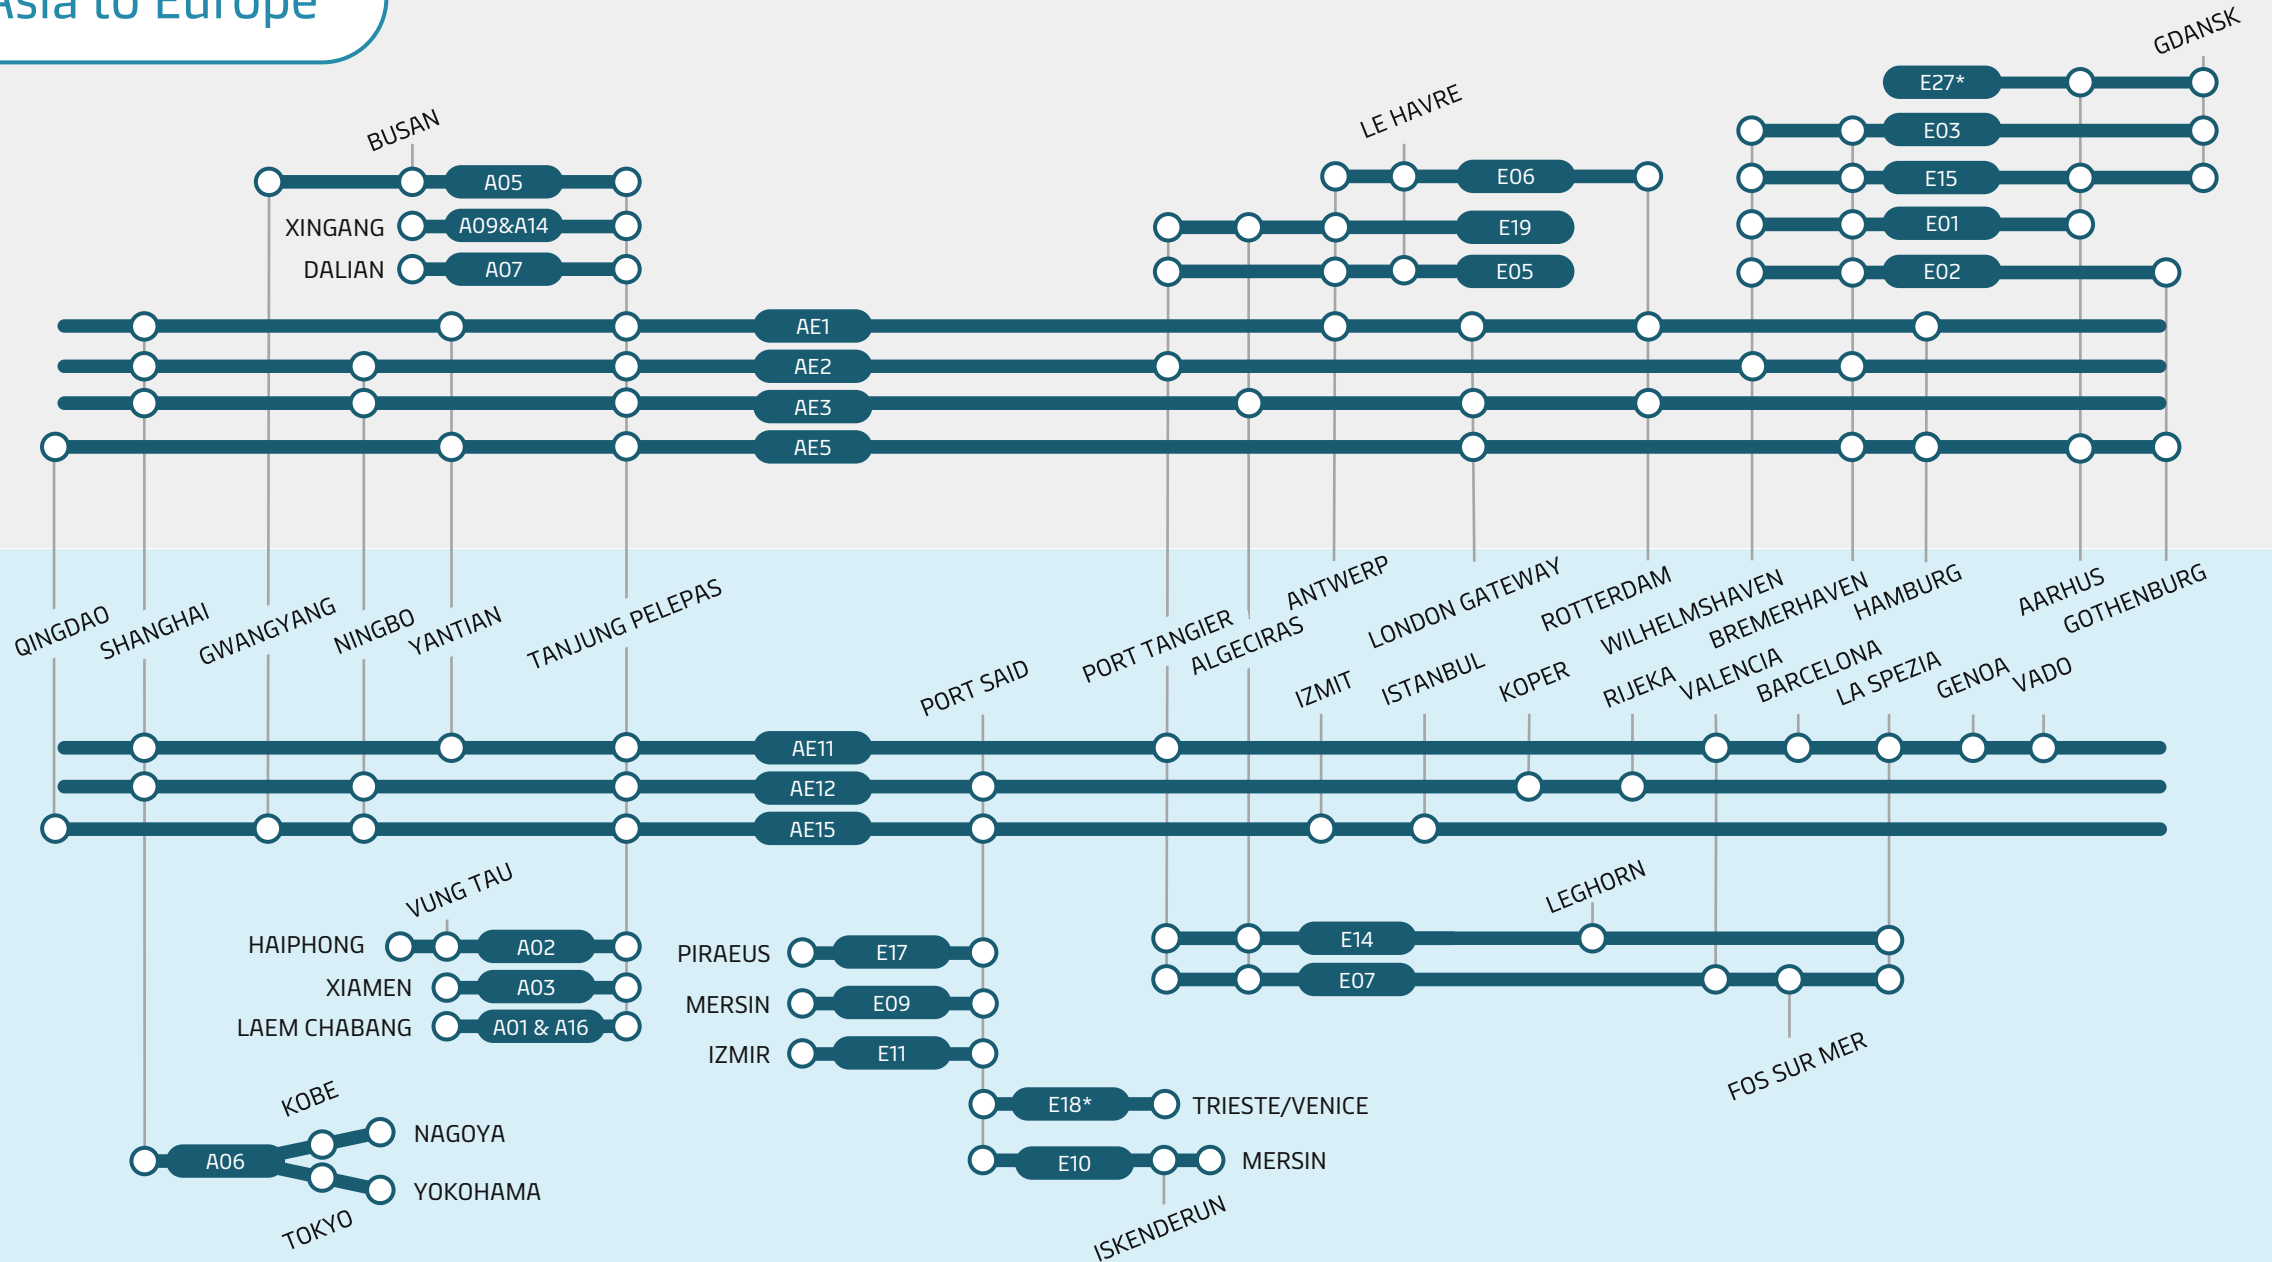 Asia to Europe
GDANSK
E27*
BUSAN
LE HAVRE
E03
A05
E06
E15
XINGANG
A09&A14
E19
E01
DALIAN
A07
E05
E02
AE1
AE2
AE3
AE5
QINGDAO
SHANGHAI
GWANGYANG
NINGBO
YANTIAN
TANJUNG PELEPAS
PORT SAID
PORT TANGIER
ALGECIRAS
ANTWERP
LONDON GATEWAY
ROTTERDAM
WILHELMSHAVEN
BREMERHAVEN
HAMBURG
AARHUS
GOTHENBURG
IZMIT
ISTANBUL
KOPER
RIJEKA
VALENCIA
BARCELONA
LA SPEZIA
GENOA
VADO
AE11
AE12
AE15
VUNG TAU
LEGHORN
HAIPHONG
A02
PIRAEUS
E17
E14
XIAMEN
A03
MERSIN
E09
E07
LAEM CHABANG
A01 & A16
IZMIR
E11
FOS SUR MER
KOBE
E18*
TRIESTE/VENICE
NAGOYA
A06
E10
MERSIN
YOKOHAMA
TOKYO
ISKENDERUN